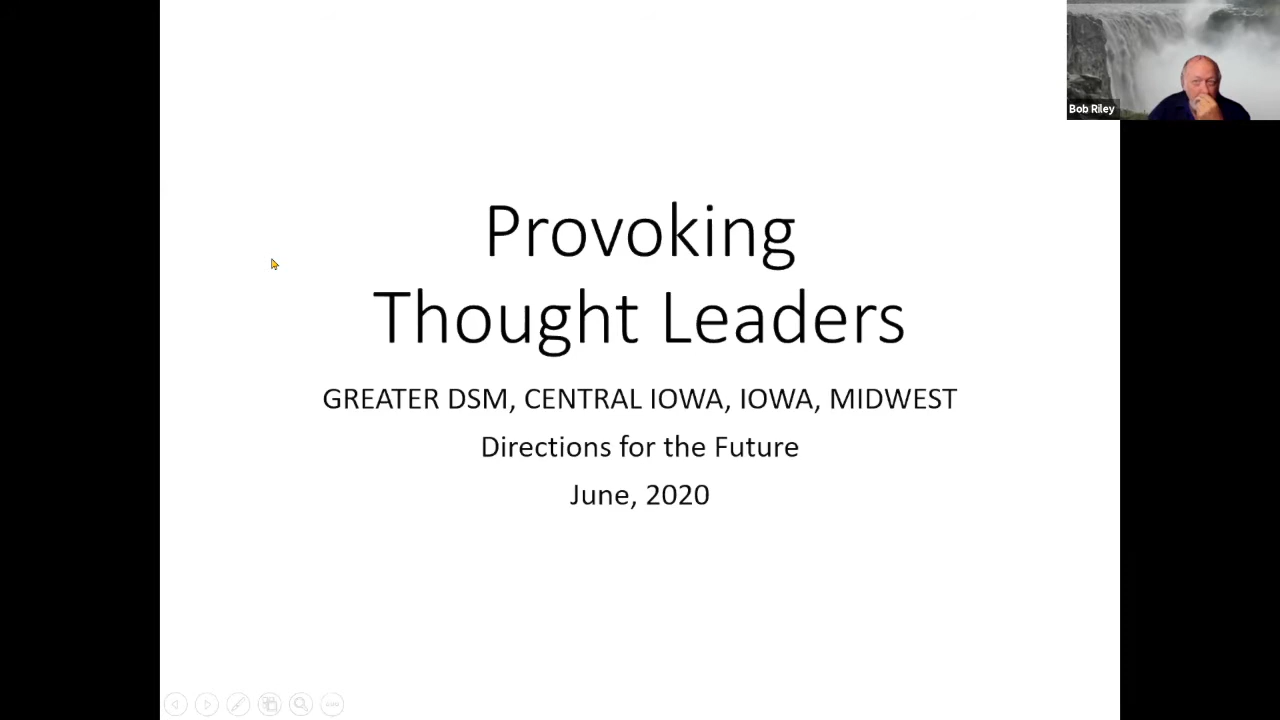 Bob Riley
Provoking
Thought Leaders
GREATER DSM, CENTRAL IOWA, IOWA, MIDWEST
Directions for the Future
June, 2020